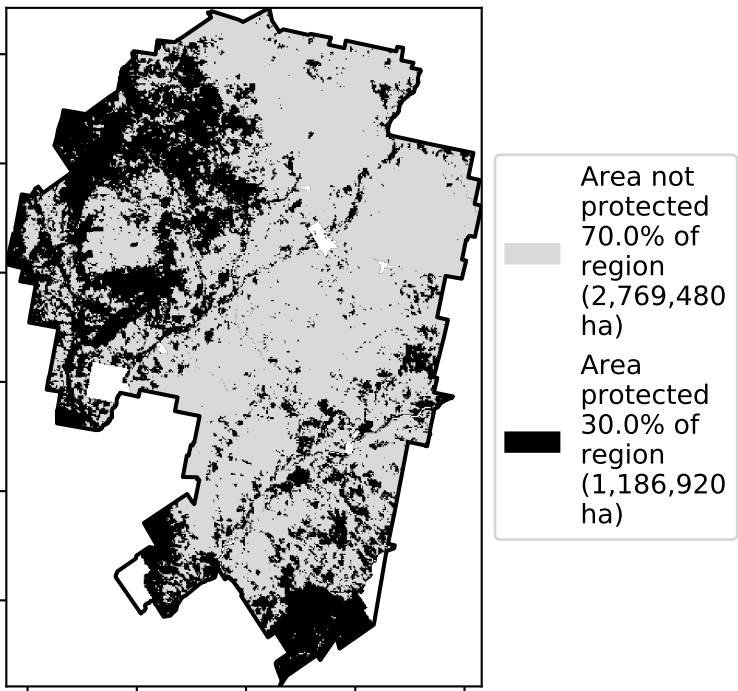 Area not
protected
70.0% of
region
(2,769,480
ha)
Area
protected
30.0% of
region
(1,186,920
ha)